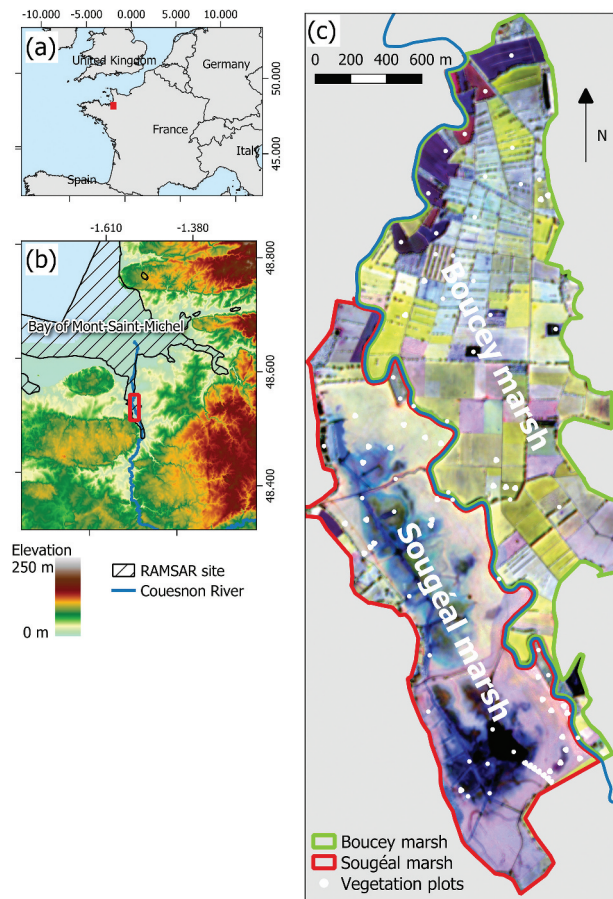 (a)
-10.000 -5.000 0.000 5.000 10.000
United Kingdom
Germany
France
Italy
Spain
50.000
45.000
-1.610 -1.380
(b)
Bay of Mont-Saint-Michel
48.800
48.600
48.400
Elevation
250 m
0 m
RAMSAR site
Couesnon River
(c)
0 200 400 600 m
N
Boucey marsh
Sougéal marsh
Boucey marsh
Sougéal marsh
Vegetation plots